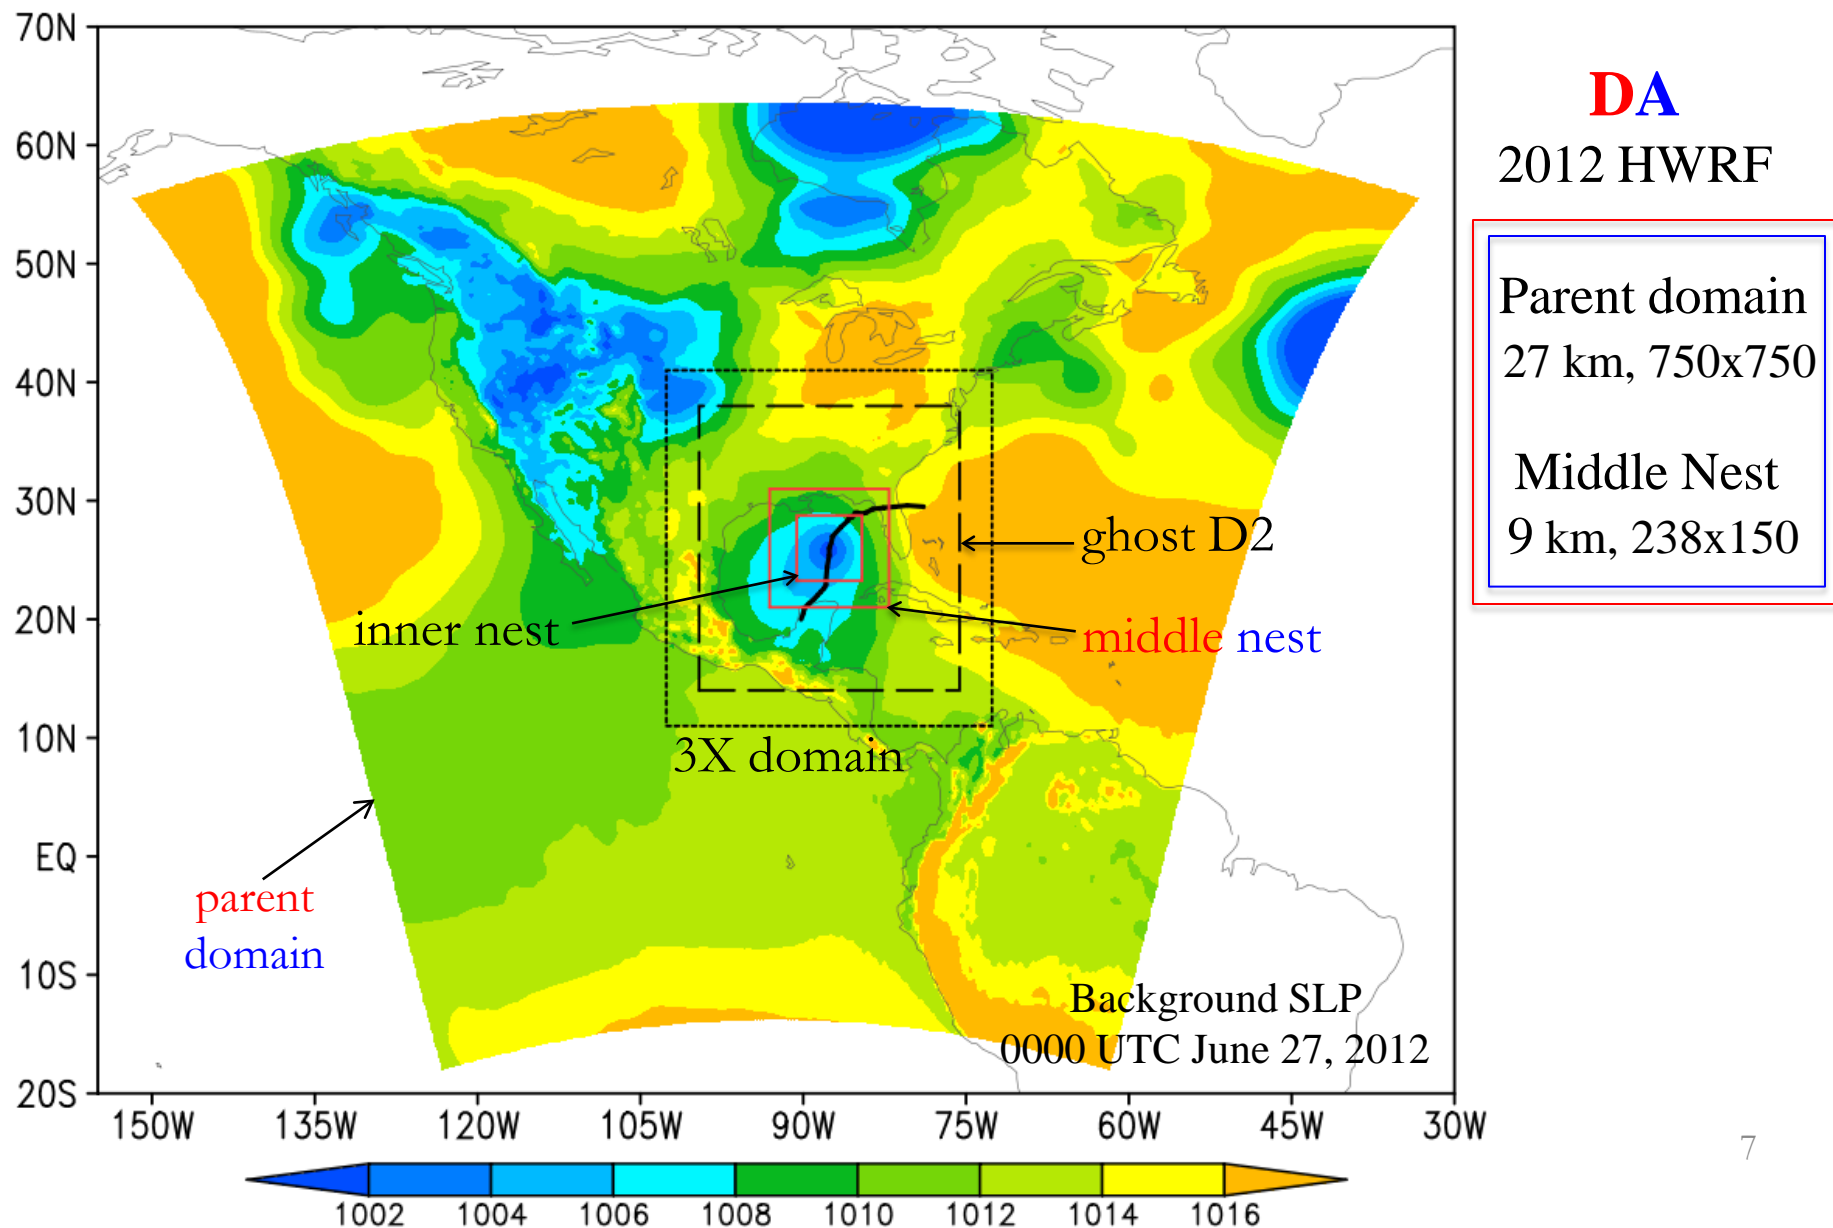 70N
60N
50N
40N
30N
20N
10N
EQ
10S
20S
150W 135W 120W 105W 90W 75W 60W 45W 30W
1002 1004 1006 1008 1010 1012 1014 1016
ghost D2
inner nest
middle nest
3X domain
parent
domain
Background SLP
0000 UTC June 27, 2012
DA
2012 HWRF
Parent domain
27 km, 750x750
Middle Nest
9 km, 238x150
7